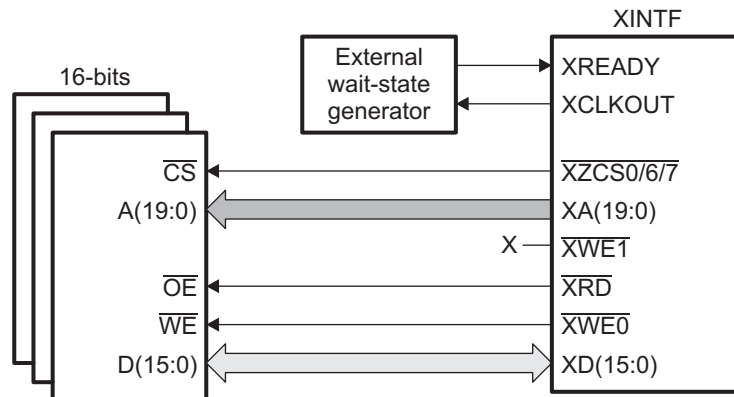 XINTF
External
wait-state
generator
XREADY
XCLKOUT
16-bits
CS
XZCS0/6/7
A(19:0)
XA(19:0)
X
XWE1
OE
XRD
WE
XWE0
D(15:0)
XD(15:0)